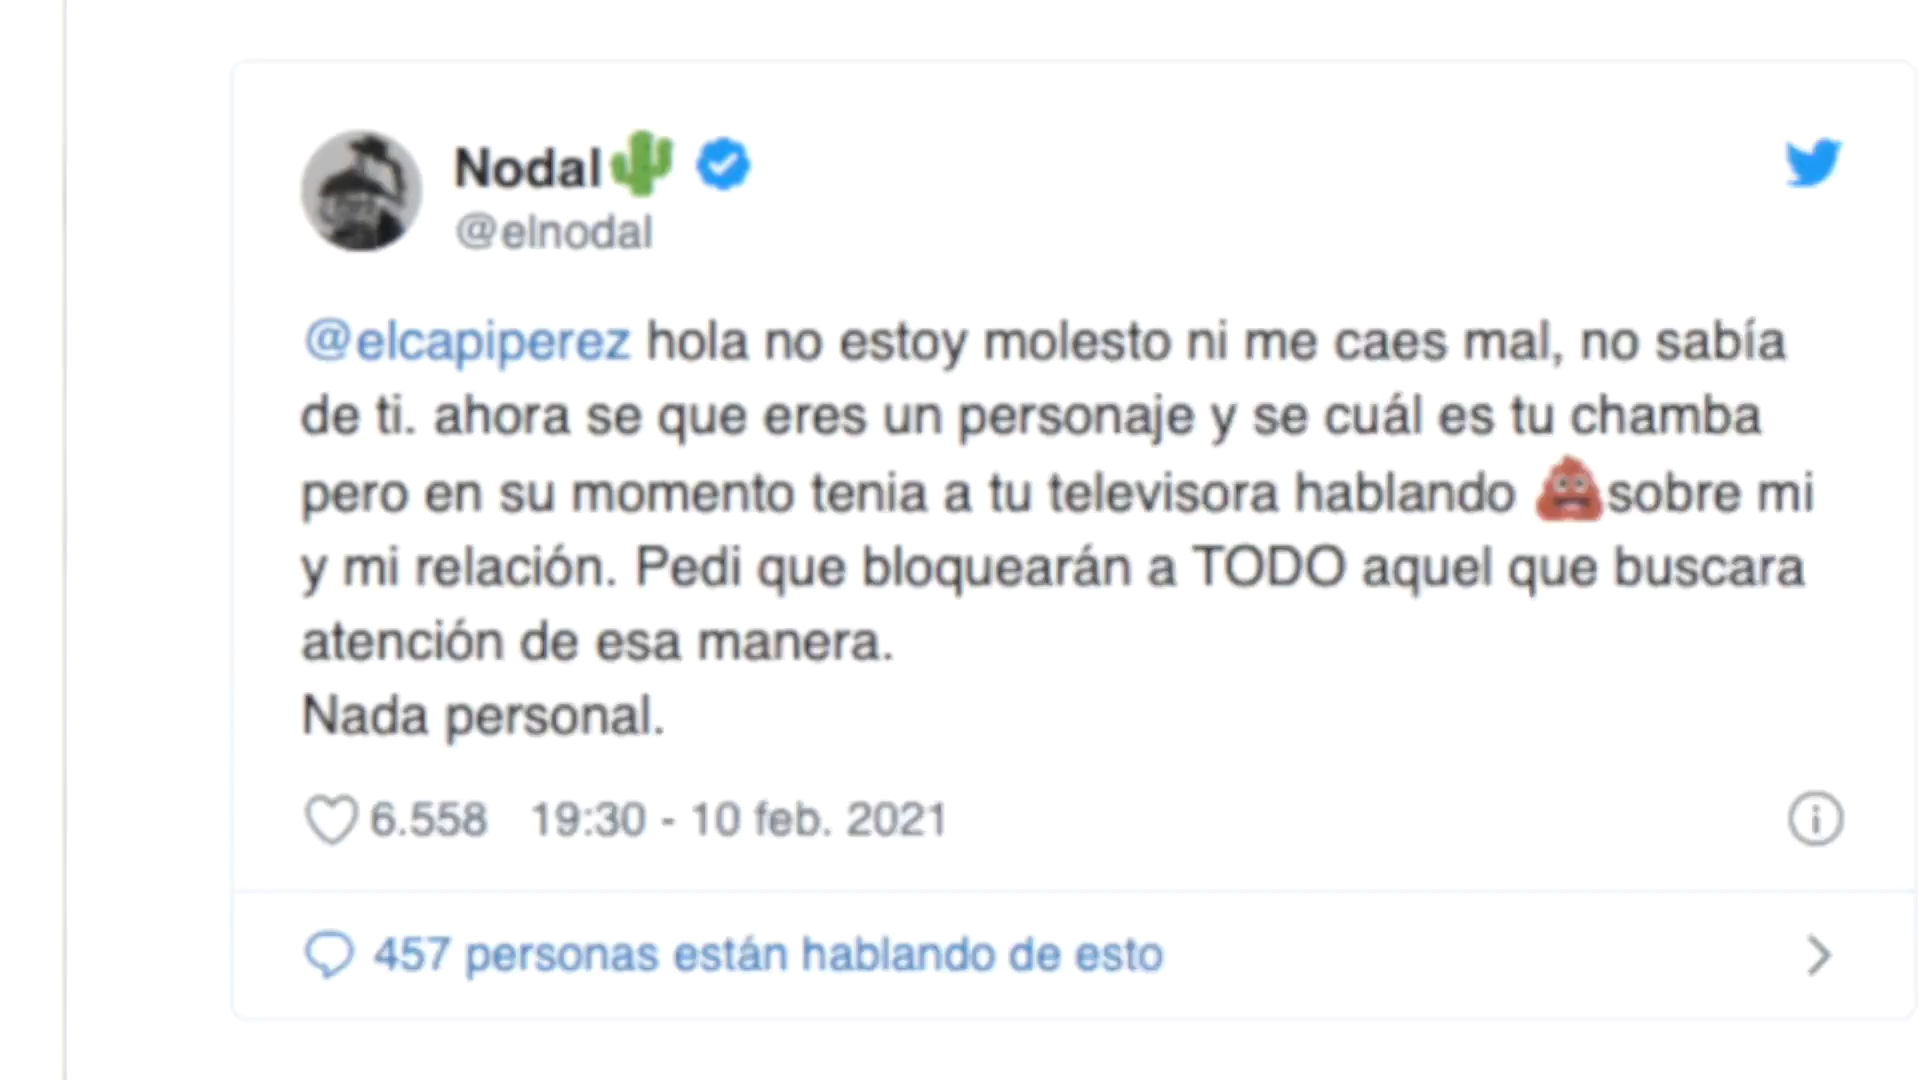 Nodal🌵
@elnodal
@elcapiperez hola no estoy molesto ni me caes mal, no sabía
de ti. ahora se que eres un personaje y se cuál es tu chamba
pero en su momento tenia a tu televisora hablando 💩sobre mi
y mi relación. Pedi que bloquearán a TODO aquel que buscara
atención de esa manera.
Nada personal.
6.558 19:30 - 10 feb. 2021
457 personas están hablando de esto